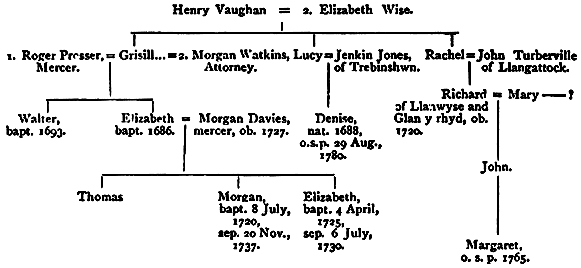 Henry Vaughan = 2. Elizabeth Wise.
1. Roger Prosser, = Grisill... = 2. Morgan Watkins, Lucy = Jenkin Jones, Rachel = John Turberville
Mercer. Attorney. of Trebinshwn. of Llangattock.
Richard = Mary — ?
Walter, Elizabeth = Morgan Davies, Denise, of Llanwyse and
bapt. 1693. bapt. 1686. mercer, ob. 1727. nat. 1688, Glan y rhyd, ob.
o.s.p. 29 Aug., 1720.
1780.
John.
Thomas Morgan, Elizabeth,
bapt. 8 July, bapt. 4 April,
1720, 1725,
sep. 20 Nov., sep. 6 July,
1737. 1730.
Margaret,
o. s. p. 1765.